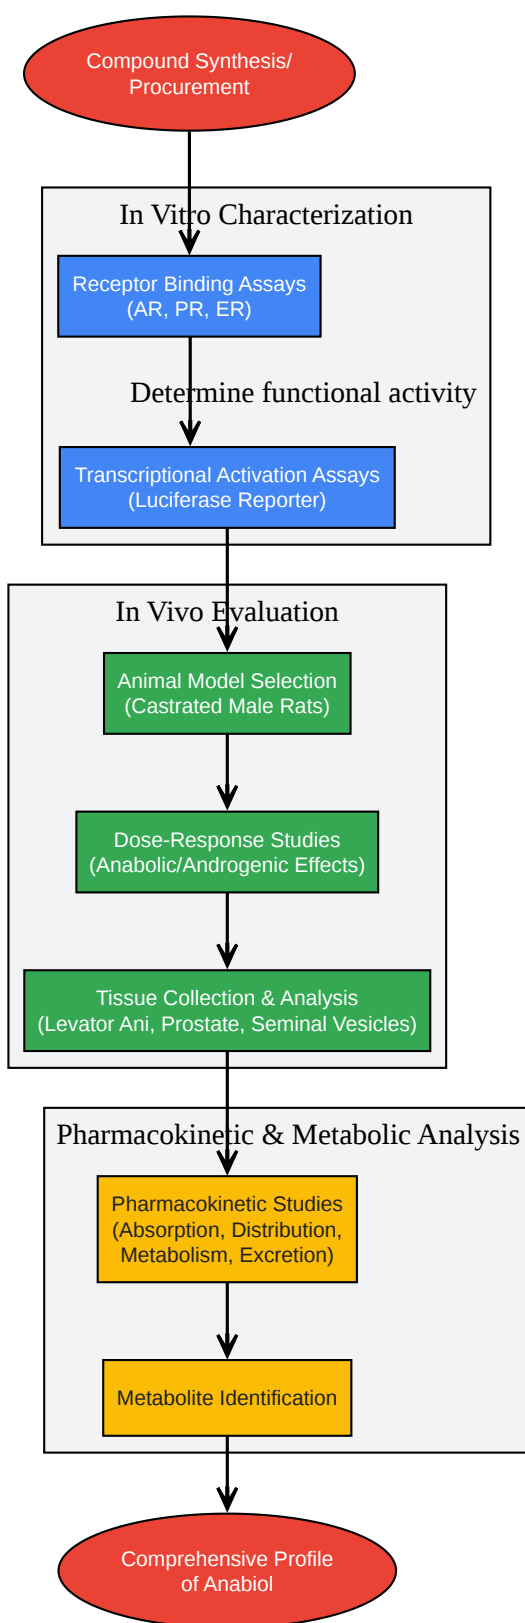 Compound Synthesis/
Procurement
In Vitro Characterization
Receptor Binding Assays
(AR, PR, ER)
Determine functional activity
Transcriptional Activation Assays
(Luciferase Reporter)
In Vivo Evaluation
Animal Model Selection
(Castrated Male Rats)
Dose-Response Studies
(Anabolic/Androgenic Effects)
Tissue Collection & Analysis
(Levator Ani, Prostate, Seminal Vesicles)
Pharmacokinetic & Metabolic Analysis
Pharmacokinetic Studies
(Absorption, Distribution,
Metabolism, Excretion)
Metabolite Identification
Comprehensive Profile
of Anabiol